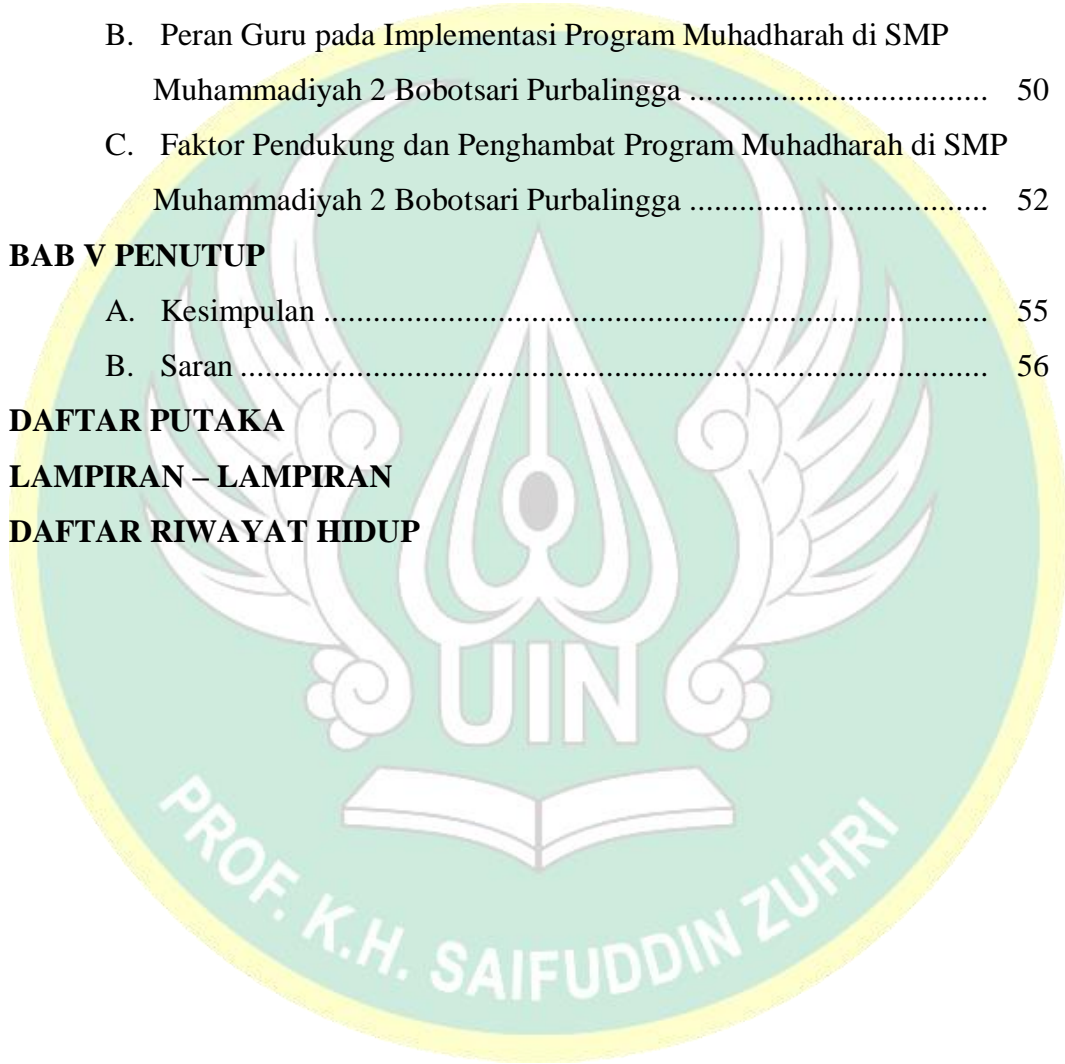 B. Peran Guru pada Implementasi Program Muhadharah di SMP
Muhammadiyah 2 Bobotsari Purbalingga .................................... 50
C. Faktor Pendukung dan Penghambat Program Muhadharah di SMP
Muhammadiyah 2 Bobotsari Purbalingga .................................... 52
BAB V PENUTUP
A. Kesimpulan ................................................................................ 55
B. Saran .......................................................................................... 56
DAFTAR PUTAKA
LAMPIRAN – LAMPIRAN
DAFTAR RIWAYAT HIDUP
UIN
PROF. K.H. SAIFUDDIN ZUHRI